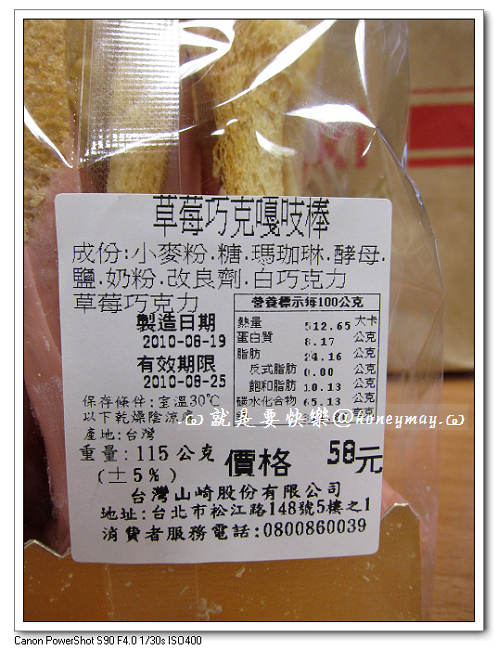 草莓巧克嘎吱棒
成份:小麥粉.糖.瑪珈琳.酵母.
鹽.奶粉.改良劑.白巧克力
草莓巧克力
製造日期
2010-08-19
有效期限
2010-08-25
保存條件:室溫30℃
以下乾燥陰涼
產地:台灣
營養標示每100公克
熱量 512.65 大卡
蛋白質 8.17 公克
脂肪 24.16 公克
反式脂肪 0.00 公克
飽和脂肪 10.13 公克
碳水化合物 65.13 公克
.ω 就是要快樂@honeymay.ω
重量:115公克
(±5%)
價格 58元
台灣山崎股份有限公司
地址:台北市松江路148號5樓之1
消費者服務電話:0800860039
Canon PowerShot S90 F4.0 1/30s ISO400